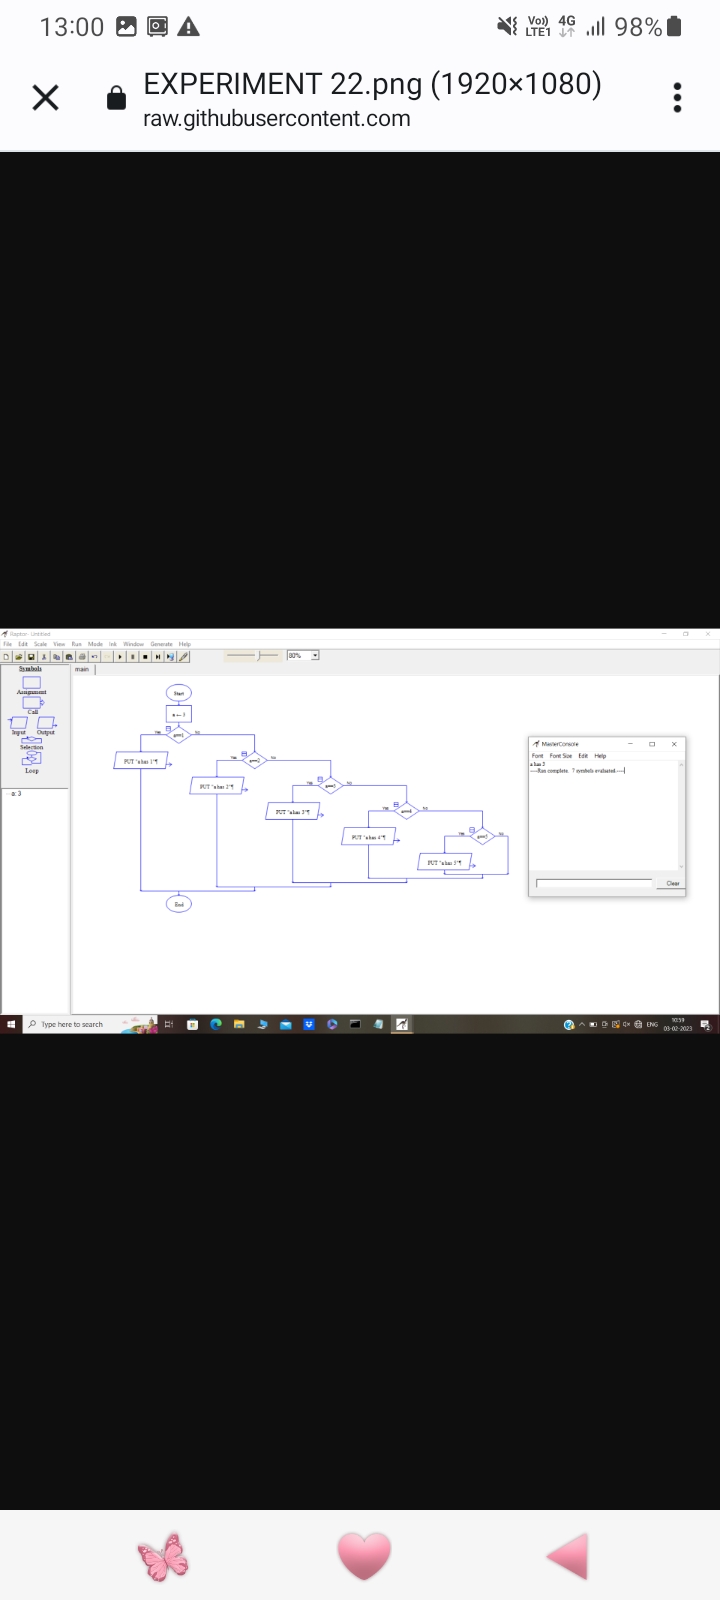 13:00
Vo)) LTE1 4G 98%
EXPERIMENT 22.png (1920×1080)
raw.githubusercontent.com
Raptor - Untitled
File Edit Scale View Run Mode Ink Window Generate Help
80%
Symbols
main
Assignment
Call
Input Output
Selection
Loop
a: 3
Start
a ← 3
Yes a==1 No
PUT "a has 1"¶
Yes a==2 No
PUT "a has 2"¶
Yes a==3 No
PUT "a has 3"¶
Yes a==4 No
PUT "a has 4"¶
Yes a==5 No
PUT "a has 5"¶
End
MasterConsole
Font Font Size Edit Help
a has 3
----Run complete. 7 symbols evaluated.----
Clear
Type here to search
ENG
10:59
03-02-2023